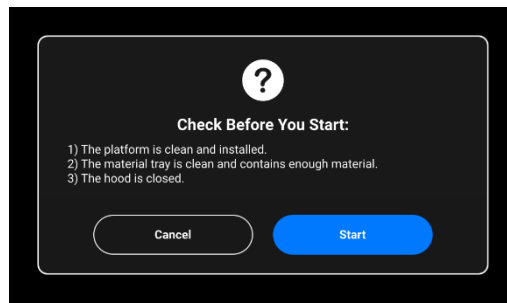 ?
Check Before You Start:
1) The platform is clean and installed.
2) The material tray is clean and contains enough material.
3) The hood is closed.
Cancel
Start